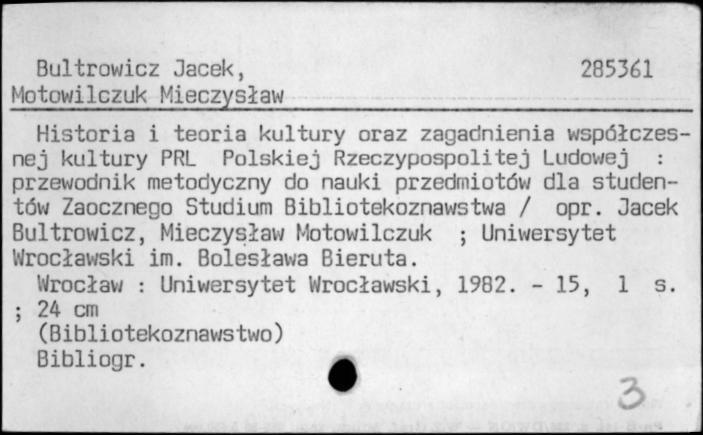 Bultrowicz Jacek, 285361
Motowilczuk Mieczysław
Historia i teoria kultury oraz zagadnienia współczes-
nej kultury PRL Polskiej Rzeczypospolitej Ludowej :
przewodnik metodyczny do nauki przedmiotów dla studen-
tów Zaocznego Studium Bibliotekoznawstwa / opr. Jacek
Bultrowicz, Mieczysław Motowilczuk ; Uniwersytet
Wrocławski im. Bolesława Bieruta.
Wrocław : Uniwersytet Wrocławski, 1982. - 15, 1 s.
; 24 cm
(Bibliotekoznawstwo)
Bibliogr.
3